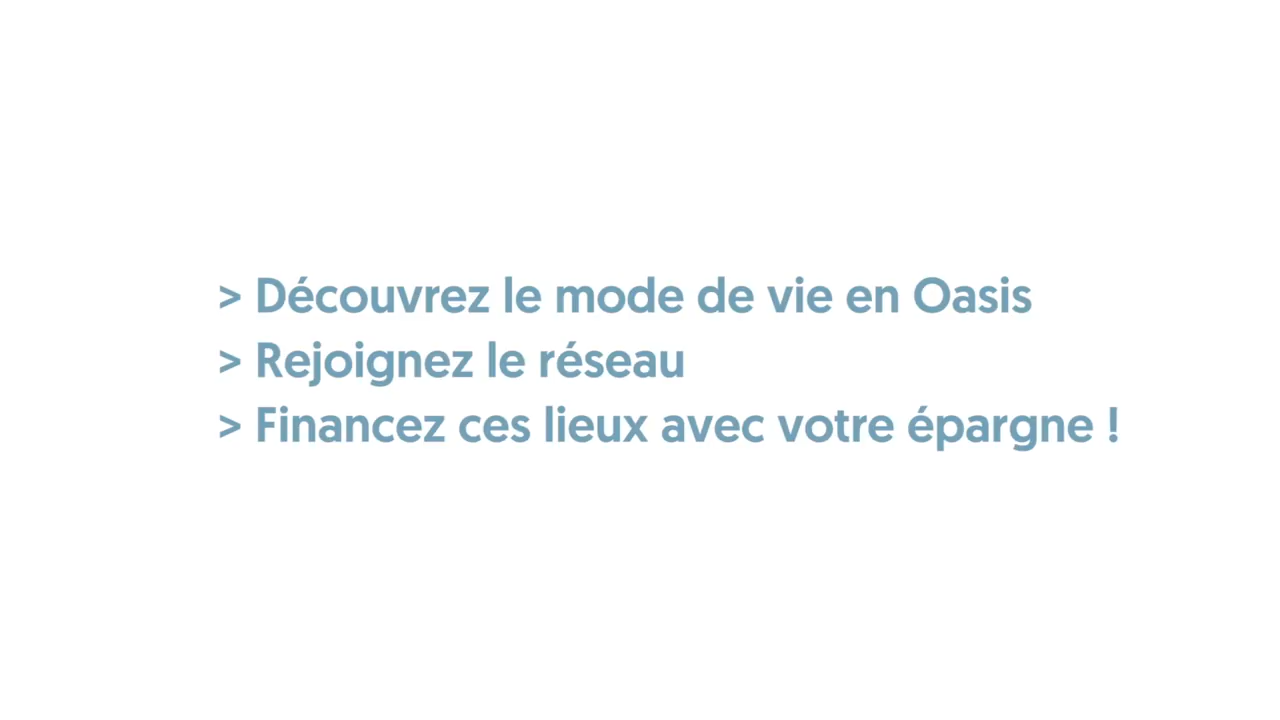 > Découvrez le mode de vie en Oasis
> Rejoignez le réseau
> Financez ces lieux avec votre épargne !